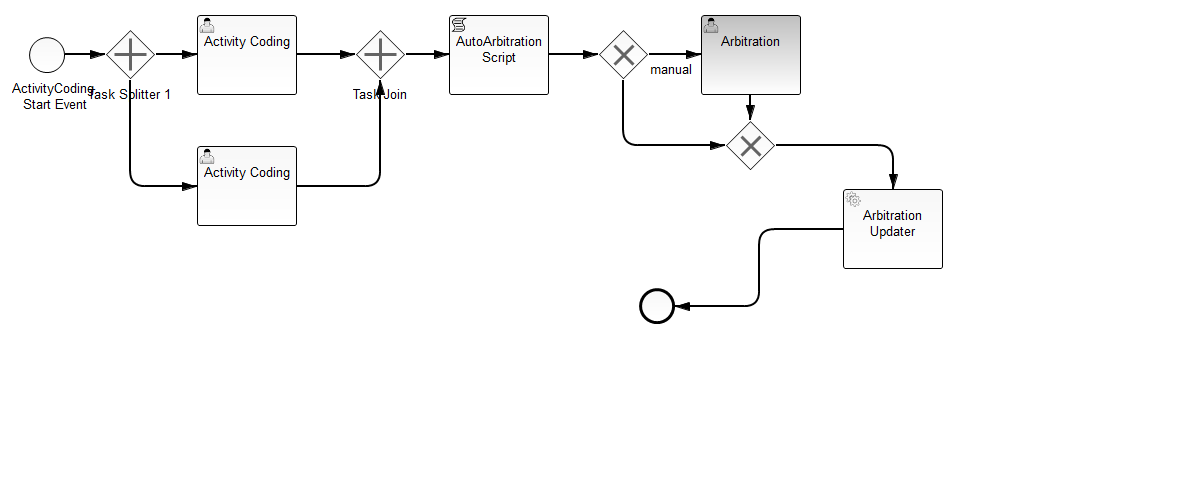 ActivityCoding
Start Event
Task Splitter 1
Activity Coding
Task Join
AutoArbitration
Script
manual
Arbitration
Activity Coding
Arbitration
Updater